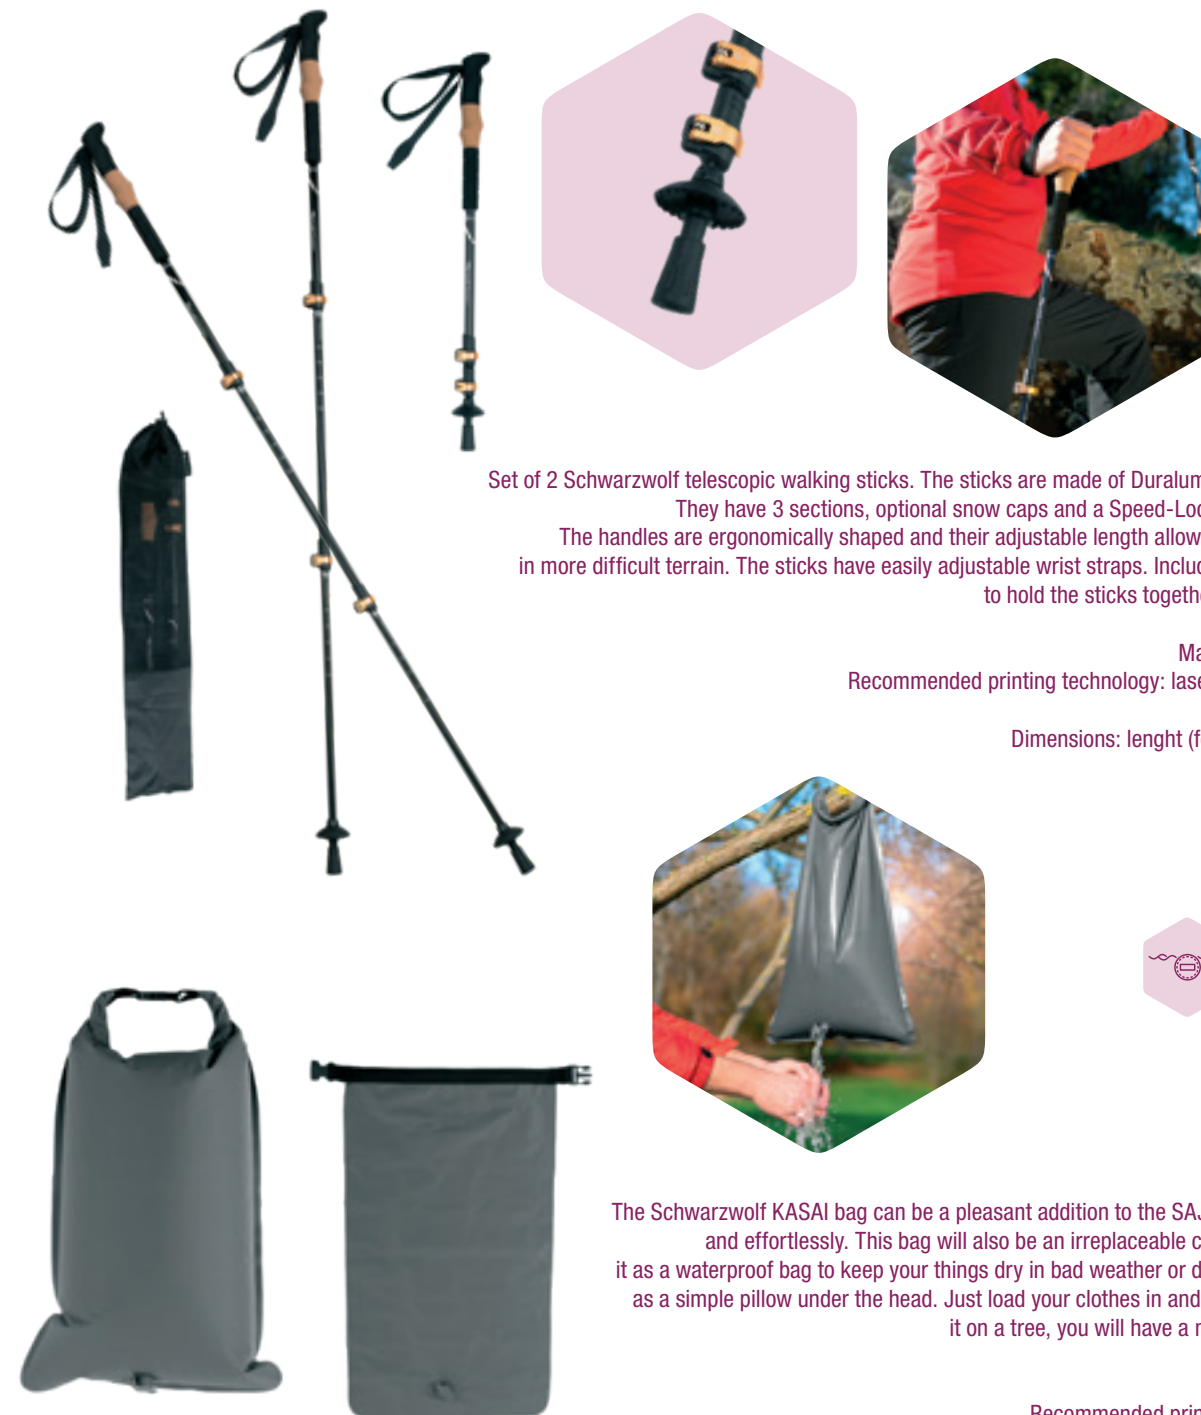 Set of 2 Schwarzwolf telescopic walking sticks. The sticks are made of Duralum
They have 3 sections, optional snow caps and a Speed-Loc
The handles are ergonomically shaped and their adjustable length allow
in more difficult terrain. The sticks have easily adjustable wrist straps. Includ
to hold the sticks togethe
Ma
Recommended printing technology: lase
Dimensions: lenght (f
The Schwarzwolf KASAI bag can be a pleasant addition to the SAJ
and effortlessly. This bag will also be an irreplaceable c
it as a waterproof bag to keep your things dry in bad weather or d
as a simple pillow under the head. Just load your clothes in and
it on a tree, you will have a
Recommended prin